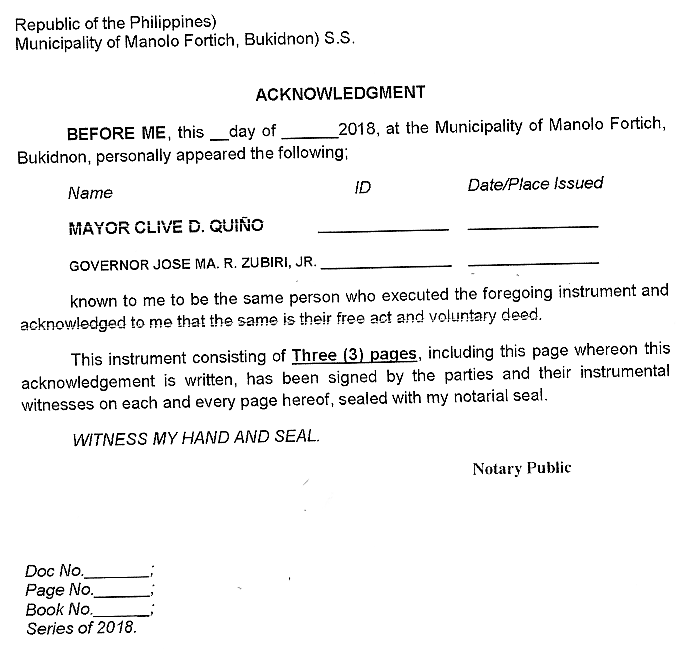 Republic of the Philippines)
Municipality of Manolo Fortich, Bukidnon) S.S.
ACKNOWLEDGMENT
BEFORE ME, this __day of ______2018, at the Municipality of Manolo Fortich,
Bukidnon, personally appeared the following;
Name ID Date/Place Issued
MAYOR CLIVE D. QUIÑO ______________ ______________
GOVERNOR JOSE MA. R. ZUBIRI, JR. ______________ ______________
known to me to be the same person who executed the foregoing instrument and
acknowledged to me that the same is their free act and voluntary deed.
This instrument consisting of Three (3) pages, including this page whereon this
acknowledgement is written, has been signed by the parties and their instrumental
witnesses on each and every page hereof, sealed with my notarial seal.
WITNESS MY HAND AND SEAL.
Notary Public
Doc No._______;
Page No.______;
Book No.______;
Series of 2018.